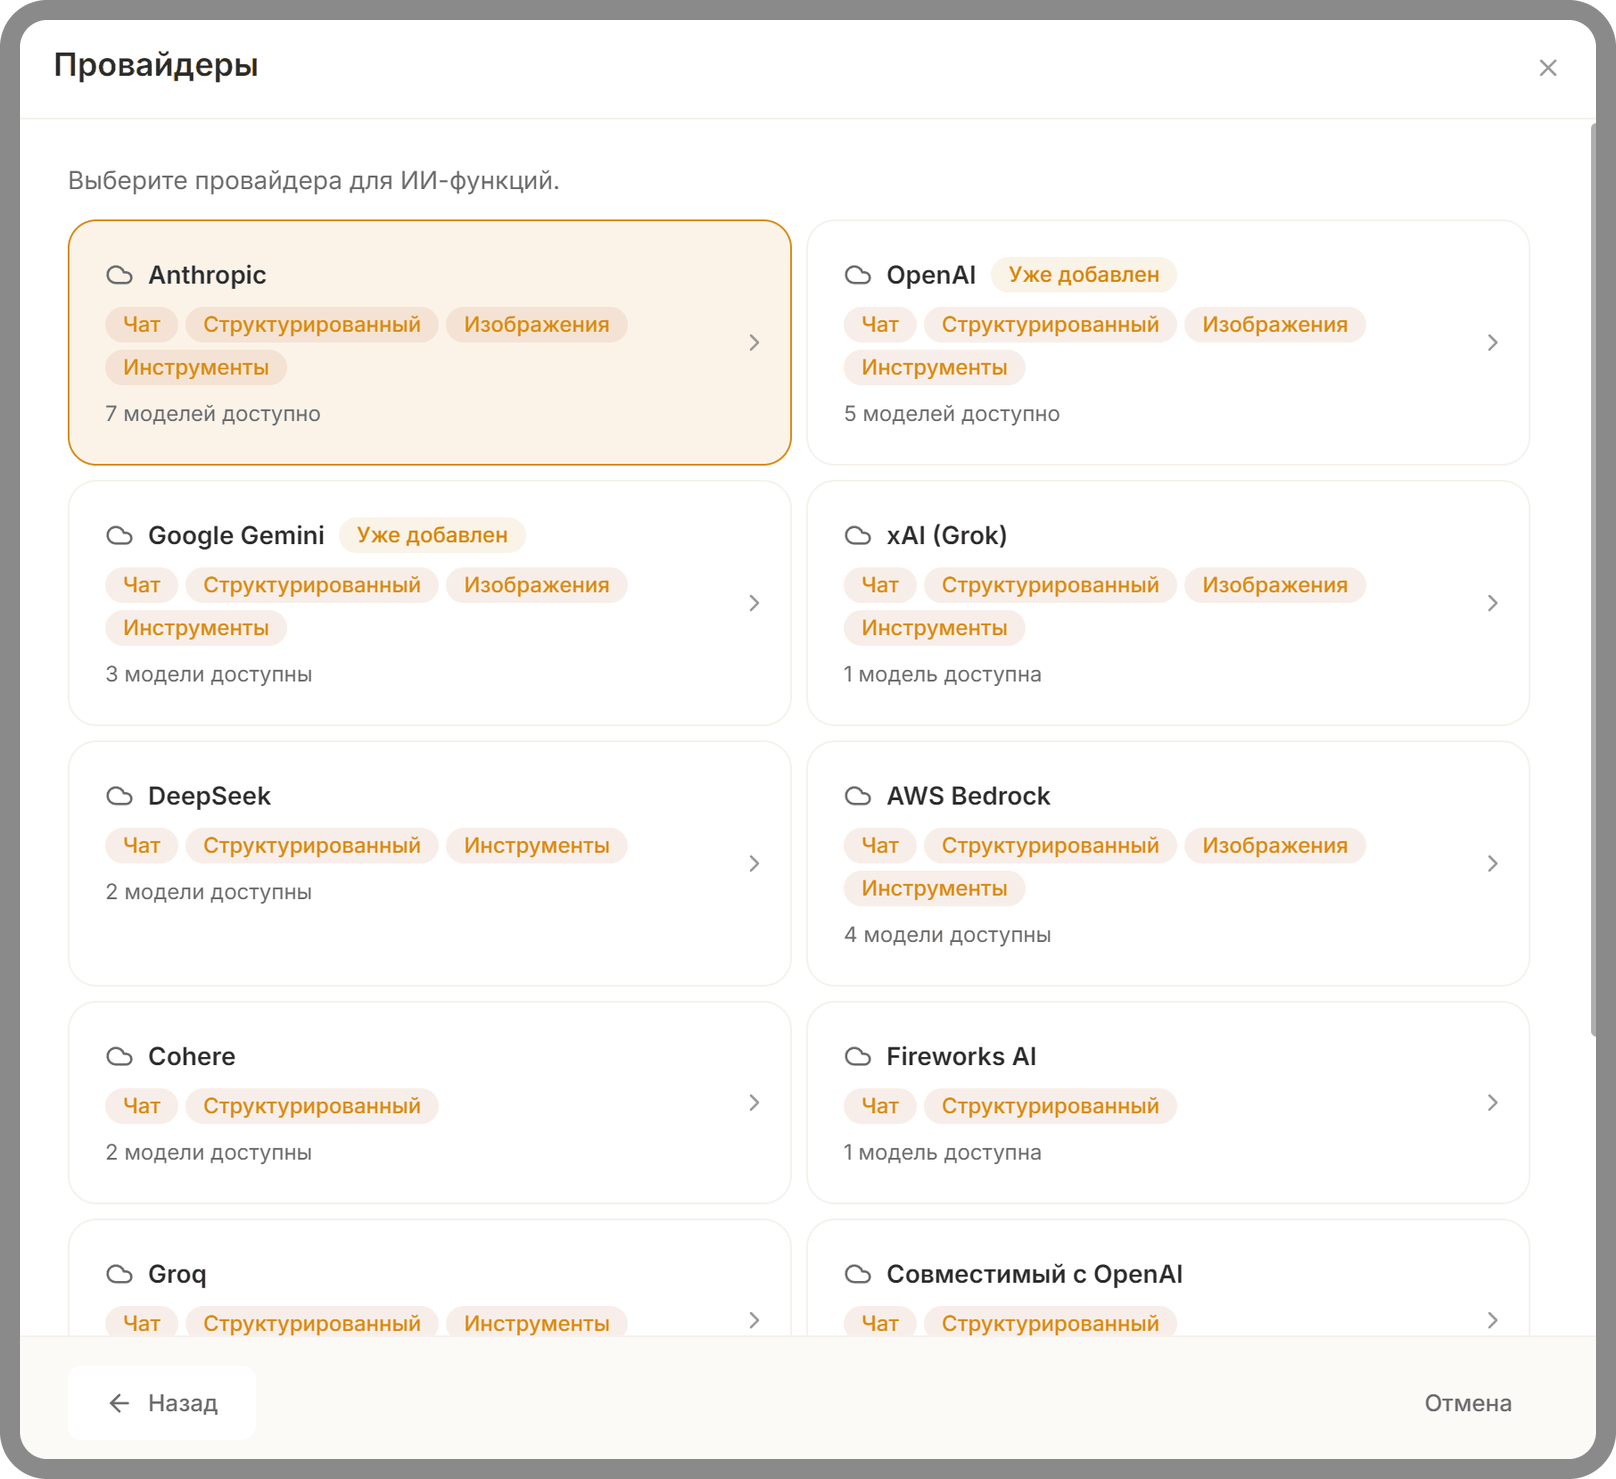 Провайдеры
Выберите провайдера для ИИ-функций.
Anthropic
Чат Структурированный Изображения
Инструменты
7 моделей доступно
OpenAI Уже добавлен
Чат Структурированный Изображения
Инструменты
5 моделей доступно
Google Gemini Уже добавлен
Чат Структурированный Изображения
Инструменты
3 модели доступны
xAI (Grok)
Чат Структурированный Изображения
Инструменты
1 модель доступна
DeepSeek
Чат Структурированный Инструменты
2 модели доступны
AWS Bedrock
Чат Структурированный Изображения
Инструменты
4 модели доступны
Cohere
Чат Структурированный
2 модели доступны
Fireworks AI
Чат Структурированный
1 модель доступна
Groq
Чат Структурированный Инструменты
Совместимый с OpenAI
Чат Структурированный
Назад
Отмена